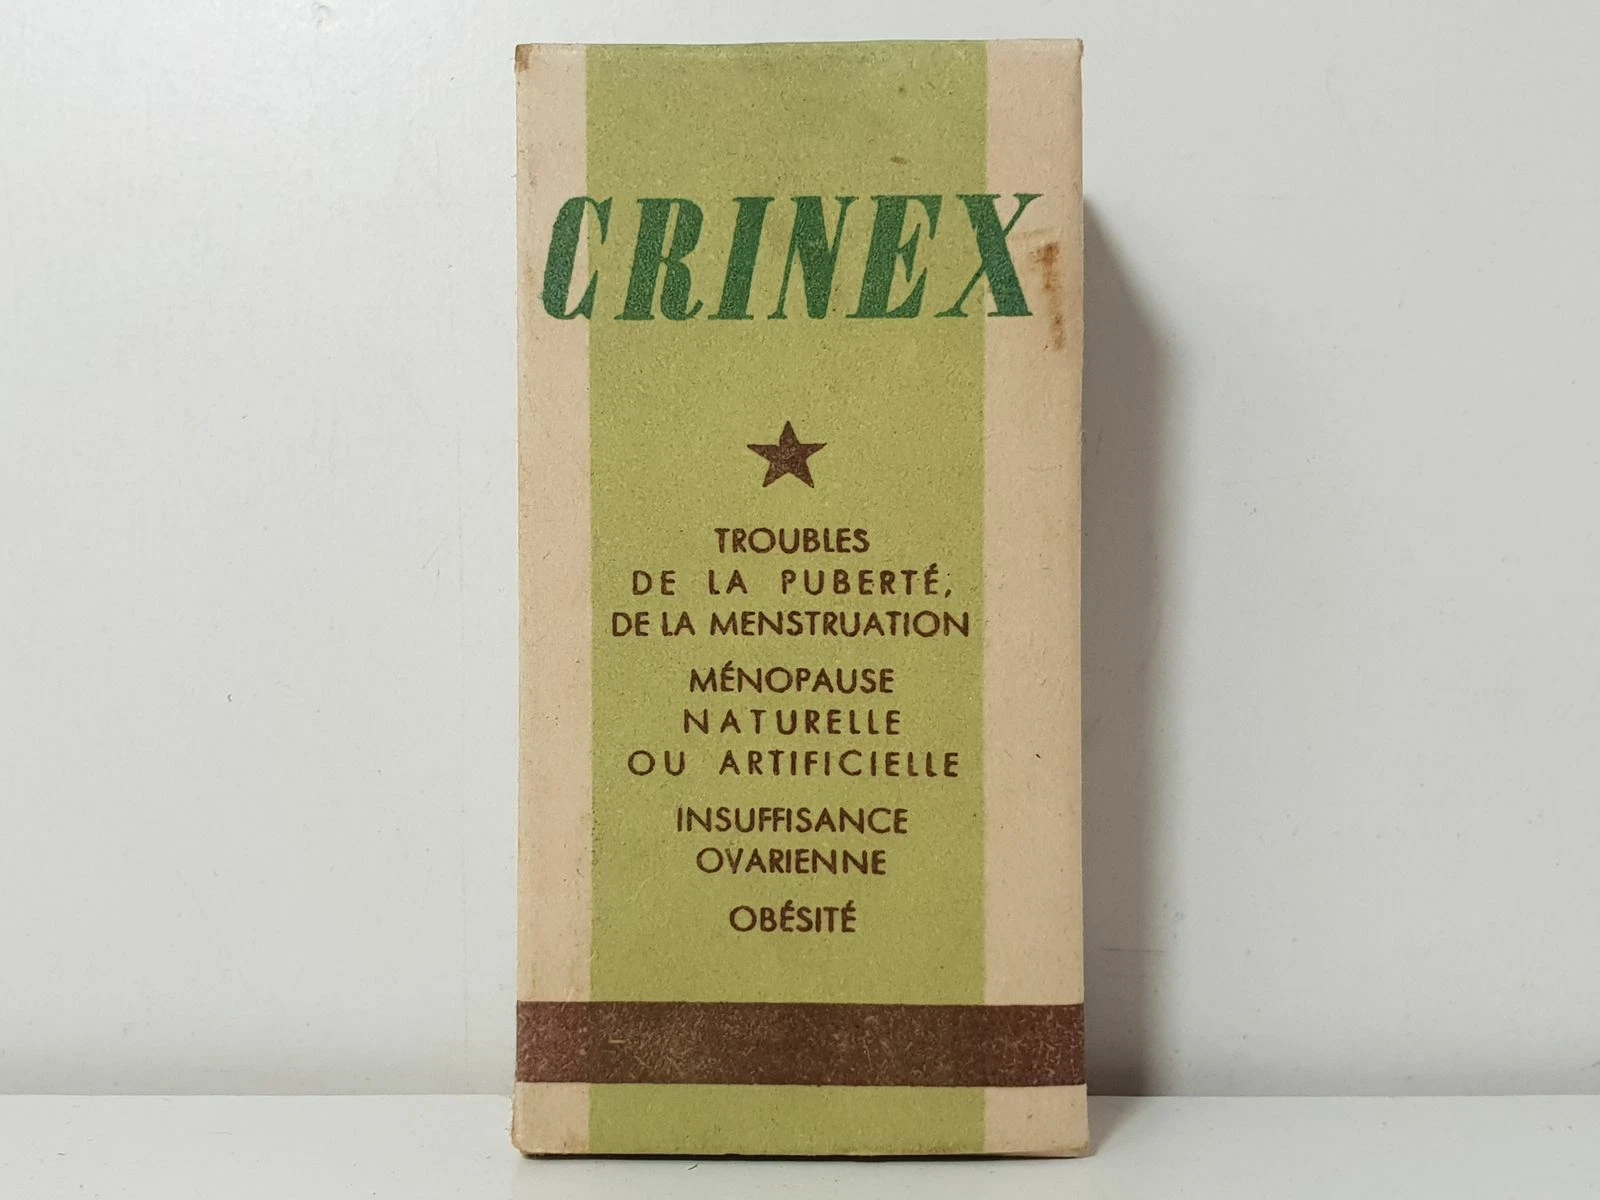 CRINEX
TROUBLES
DE LA PUBERTÉ,
DE LA MENSTRUATION
MÉNOPAUSE
NATURELLE
OU ARTIFICIELLE
INSUFFISANCE
OVARIENNE
OBÉSITÉ